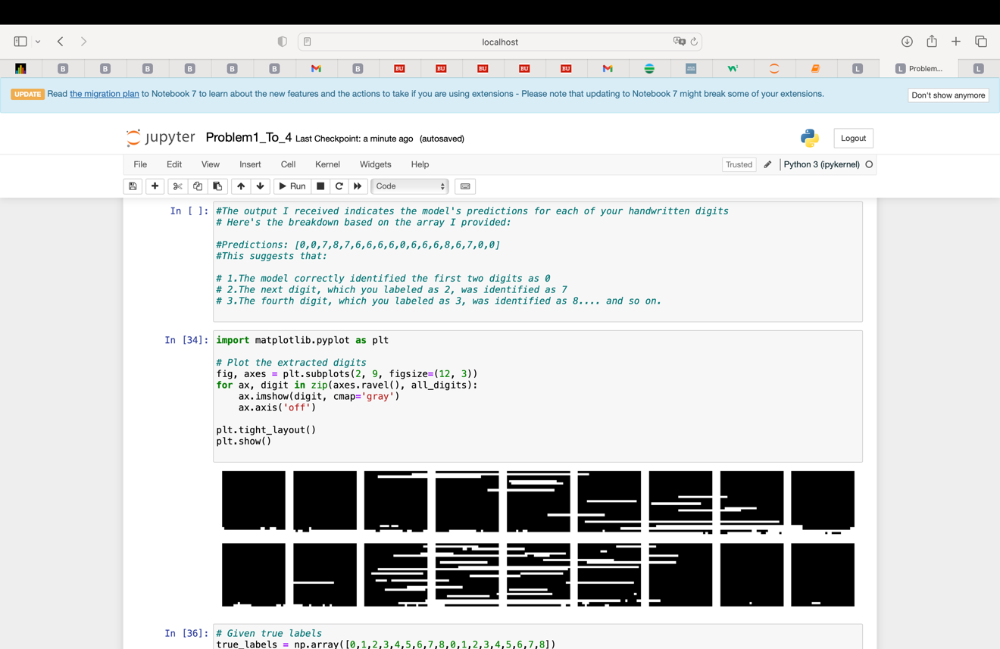 localhost
B
B
B
B
B
B
B
BU
BU
BU
BU
BU
L
L Problem...
L
UPDATE Read the migration plan to Notebook 7 to learn about the new features and the actions to take if you are using extensions - Please note that updating to Notebook 7 might break some of your extensions.
Don't show anymore
jupyter Problem1_To_4 Last Checkpoint: a minute ago (autosaved)
Logout
File Edit View Insert Cell Kernel Widgets Help
Trusted Python 3 (ipykernel)
Run Code
In [ ]: #The output I received indicates the model's predictions for each of your handwritten digits
# Here's the breakdown based on the array I provided:
#Predictions: [0,0,7,8,7,6,6,6,6,0,6,6,6,8,6,7,0,0]
#This suggests that:
# 1.The model correctly identified the first two digits as 0
# 2.The next digit, which you labeled as 2, was identified as 7
# 3.The fourth digit, which you labeled as 3, was identified as 8.... and so on.
In [34]: import matplotlib.pyplot as plt
# Plot the extracted digits
fig, axes = plt.subplots(2, 9, figsize=(12, 3))
for ax, digit in zip(axes.ravel(), all_digits):
    ax.imshow(digit, cmap='gray')
    ax.axis('off')
plt.tight_layout()
plt.show()
In [36]: # Given true labels
true_labels = np.array([0,1,2,3,4,5,6,7,8,0,1,2,3,4,5,6,7,8])